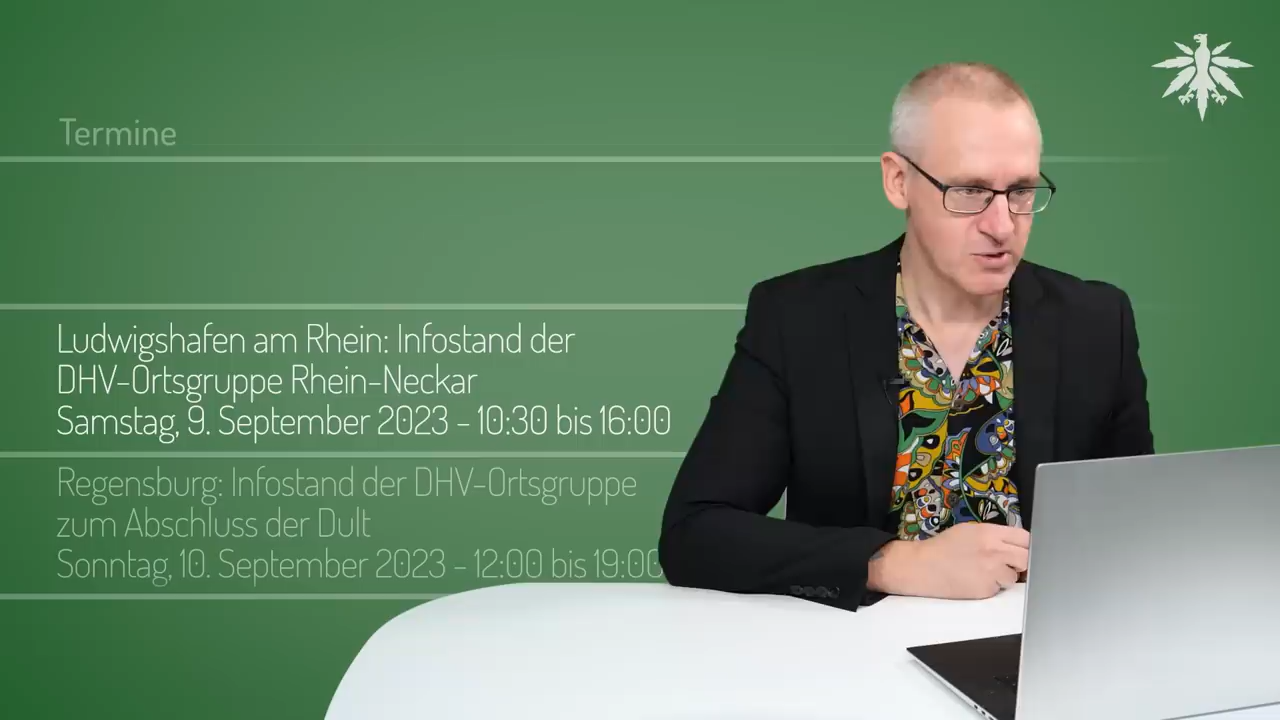 Termine
Ludwigshafen am Rhein: Infostand der
DHV-Ortsgruppe Rhein-Neckar
Samstag, 9. September 2023 - 10:30 bis 16:00
Regensburg: Infostand der DHV-Ortsgruppe
zum Abschluss der Dult
Sonntag, 10. September 2023 - 12:00 bis 19:00